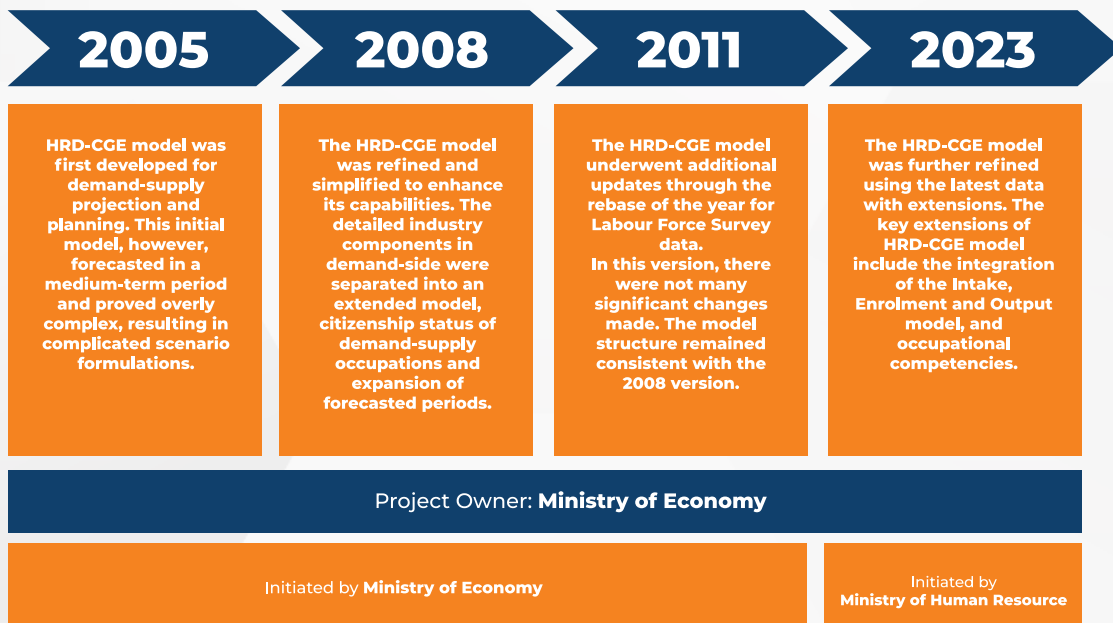 2005
2008
2011
2023
HRD-CGE model was
first developed for
demand-supply
projection and
planning. This initial
model, however,
forecasted in a
medium-term period
and proved overly
complex, resulting in
complicated scenario
formulations.
The HRD-CGE model
was refined and
simplified to enhance
its capabilities. The
detailed industry
components in
demand-side were
separated into an
extended model,
citizenship status of
demand-supply
occupations and
expansion of
forecasted periods.
The HRD-CGE model
underwent additional
updates through the
rebase of the year for
Labour Force Survey
data.
In this version, there
were not many
significant changes
made. The model
structure remained
consistent with the
2008 version.
The HRD-CGE model
was further refined
using the latest data
with extensions. The
key extensions of
HRD-CGE model
include the integration
of the Intake,
Enrolment and Output
model, and
occupational
competencies.
Project Owner: Ministry of Economy
Initiated by Ministry of Economy
Initiated by
Ministry of Human Resource